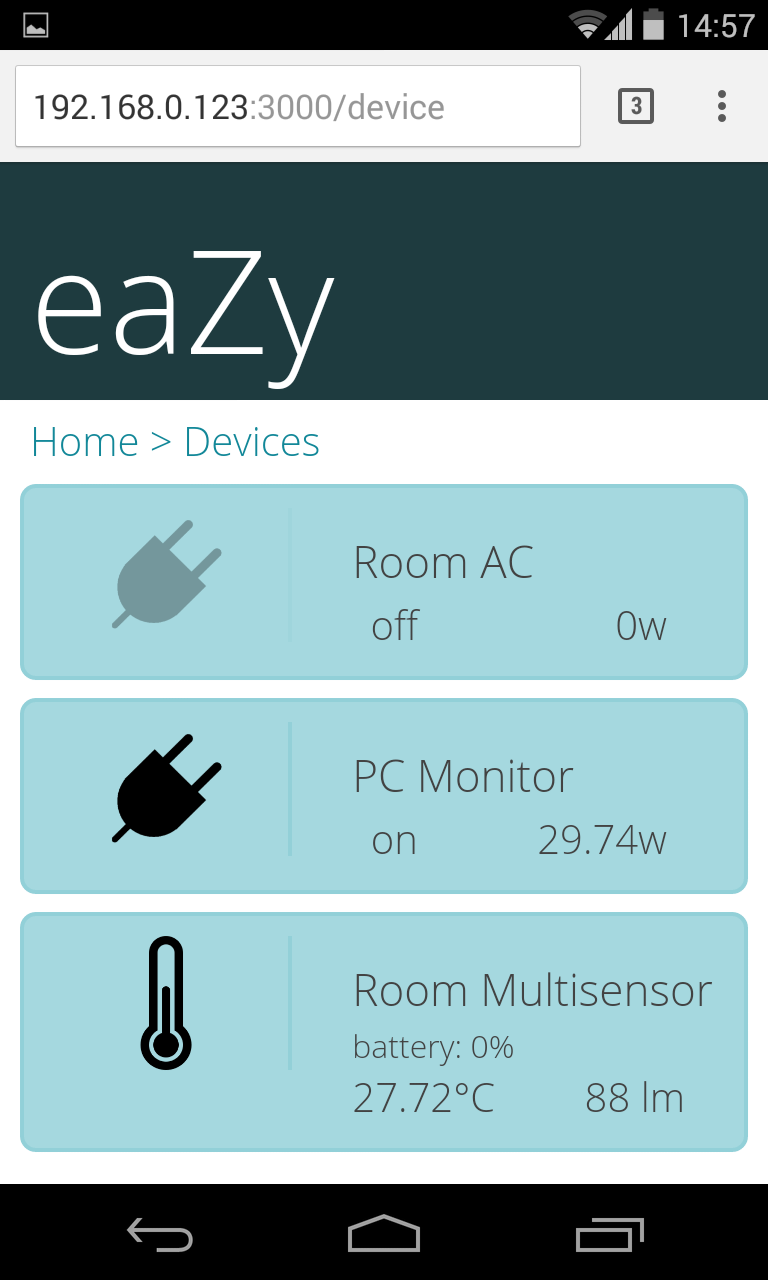 14:57
192.168.0.123:3000/device
3
eaZy
Home > Devices
Room AC
off 0w
PC Monitor
on 29.74w
Room Multisensor
battery: 0%
27.72°C 88 lm